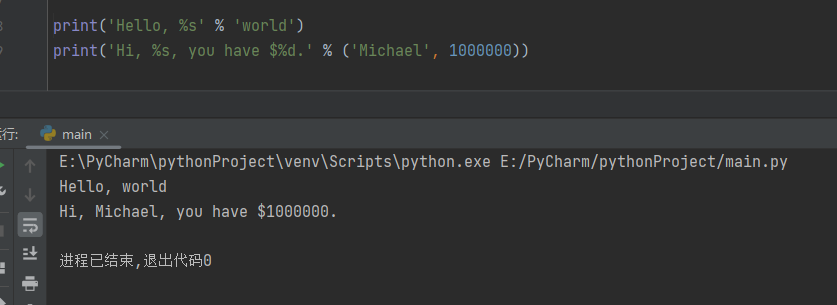 8 print('Hello, %s' % 'world')
9 print('Hi, %s, you have $%d.' % ('Michael', 1000000))
运行: main
E:\PyCharm\pythonProject\venv\Scripts\python.exe E:/PyCharm/pythonProject/main.py
Hello, world
Hi, Michael, you have $1000000.
进程已结束,退出代码0